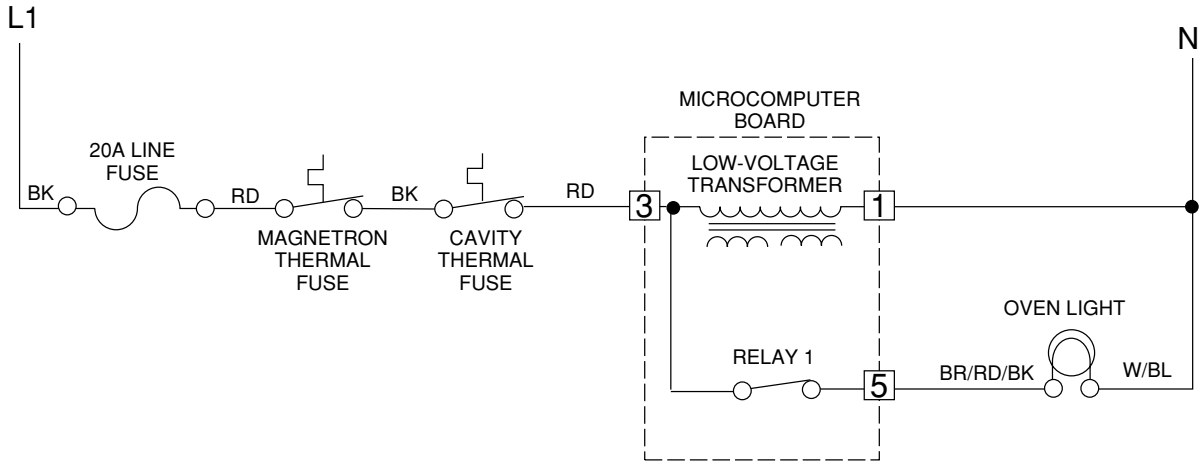 L1
N
MICROCOMPUTER
BOARD
20A LINE
FUSE
LOW-VOLTAGE
TRANSFORMER
BK
RD
BK
RD
3
1
MAGNETRON
THERMAL
FUSE
CAVITY
THERMAL
FUSE
OVEN LIGHT
RELAY 1
5
BR/RD/BK
W/BL